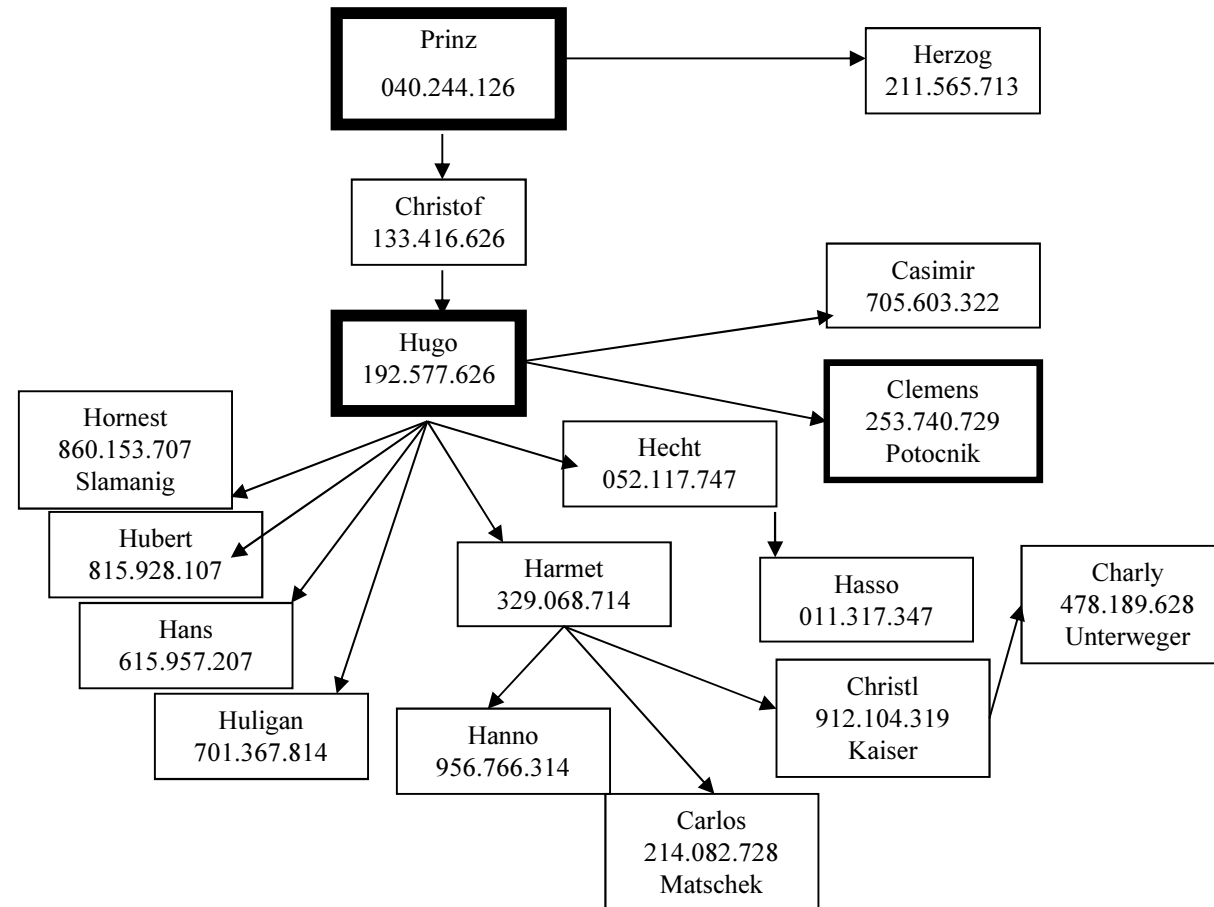 Prinz
040.244.126
Herzog
211.565.713
Christof
133.416.626
Casimir
705.603.322
Hugo
192.577.626
Clemens
253.740.729
Potocnik
Hornest
860.153.707
Slamanig
Hecht
052.117.747
Hubert
815.928.107
Harmet
329.068.714
Hasso
011.317.347
Charly
478.189.628
Unterweger
Hans
615.957.207
Christl
912.104.319
Kaiser
Huligan
701.367.814
Hanno
956.766.314
Carlos
214.082.728
Matschek